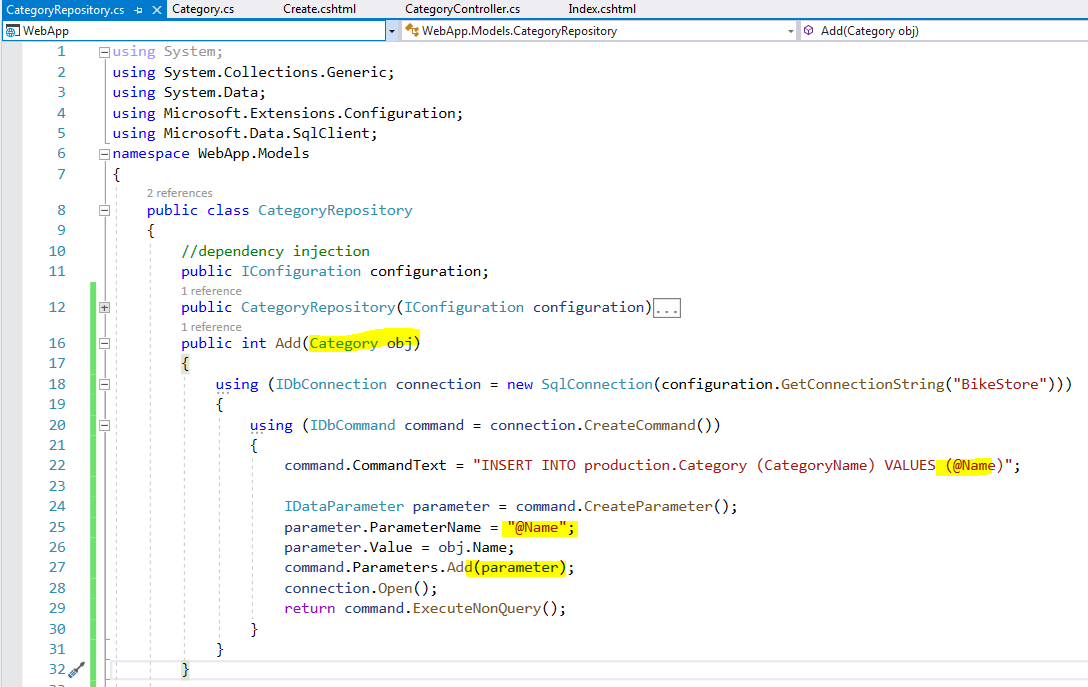 CategoryRepository.cs Category.cs Create.cshtml CategoryController.cs Index.cshtml
WebApp WebApp.Models.CategoryRepository Add(Category obj)
1 using System;
2 using System.Collections.Generic;
3 using System.Data;
4 using Microsoft.Extensions.Configuration;
5 using Microsoft.Data.SqlClient;
6 namespace WebApp.Models
7 {
2 references
8 public class CategoryRepository
9 {
10 //dependency injection
11 public IConfiguration configuration;
1 reference
12 public CategoryRepository(IConfiguration configuration)...
1 reference
16 public int Add(Category obj)
17 {
18 using (IDbConnection connection = new SqlConnection(configuration.GetConnectionString("BikeStore")))
19 {
20 using (IDbCommand command = connection.CreateCommand())
21 {
22 command.CommandText = "INSERT INTO production.Category (CategoryName) VALUES (@Name)";
23
24 IDataParameter parameter = command.CreateParameter();
25 parameter.ParameterName = "@Name";
26 parameter.Value = obj.Name;
27 command.Parameters.Add(parameter);
28 connection.Open();
29 return command.ExecuteNonQuery();
30 }
31 }
32 }